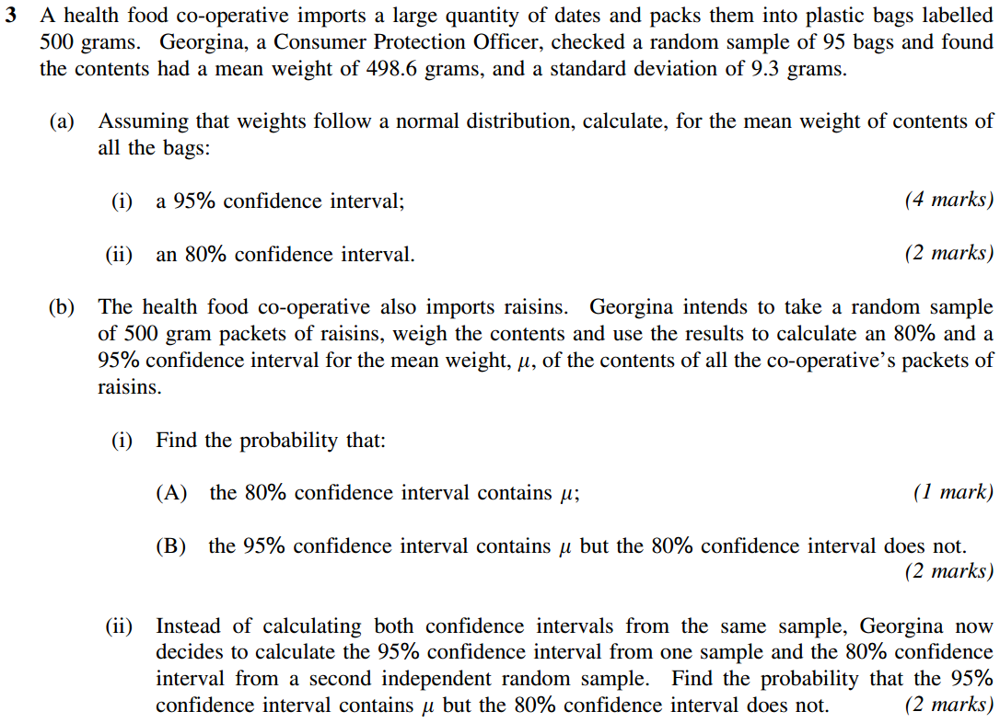 3 A health food co-operative imports a large quantity of dates and packs them into plastic bags labelled
500 grams. Georgina, a Consumer Protection Officer, checked a random sample of 95 bags and found
the contents had a mean weight of 498.6 grams, and a standard deviation of 9.3 grams.
(a) Assuming that weights follow a normal distribution, calculate, for the mean weight of contents of
all the bags:
(i) a 95% confidence interval; (4 marks)
(ii) an 80% confidence interval. (2 marks)
(b) The health food co-operative also imports raisins. Georgina intends to take a random sample
of 500 gram packets of raisins, weigh the contents and use the results to calculate an 80% and a
95% confidence interval for the mean weight, μ, of the contents of all the co-operative's packets of
raisins.
(i) Find the probability that:
(A) the 80% confidence interval contains μ; (1 mark)
(B) the 95% confidence interval contains μ but the 80% confidence interval does not.
(2 marks)
(ii) Instead of calculating both confidence intervals from the same sample, Georgina now
decides to calculate the 95% confidence interval from one sample and the 80% confidence
interval from a second independent random sample. Find the probability that the 95%
confidence interval contains μ but the 80% confidence interval does not. (2 marks)